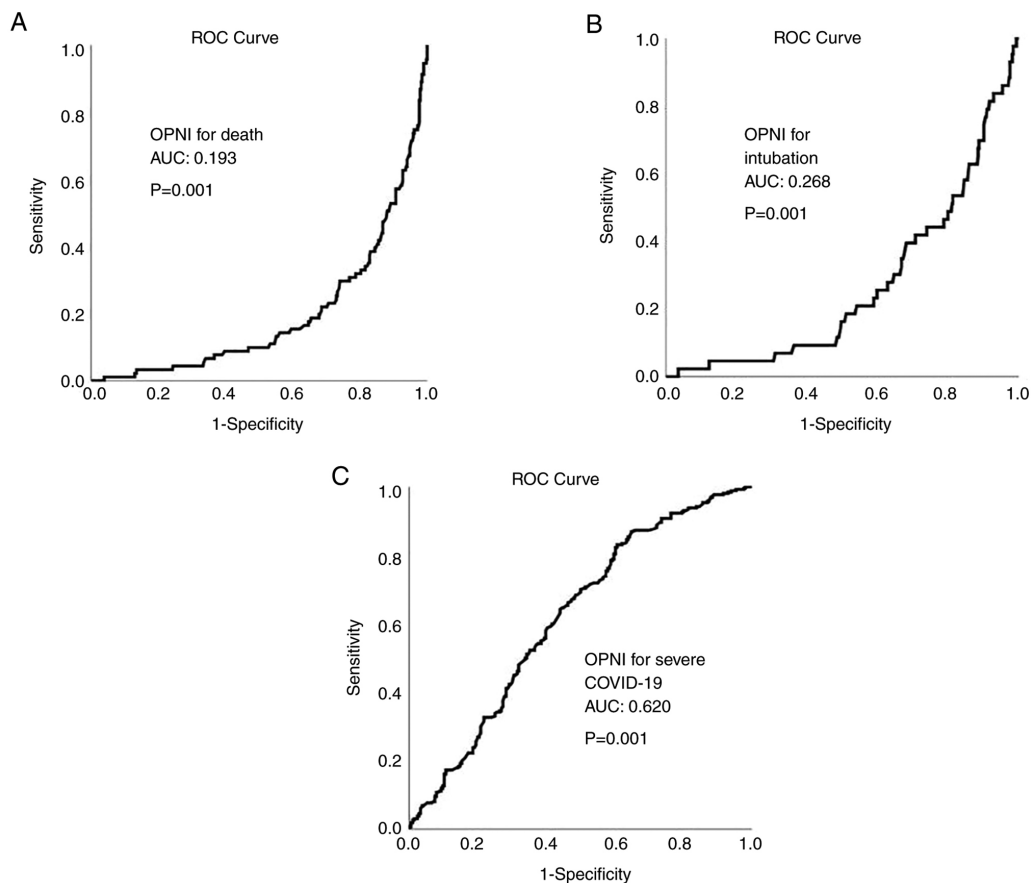 A
ROC Curve
1.0
0.8
0.6
0.4
0.2
0.0
Sensitivity
OPNI for death
AUC: 0.193
P=0.001
0.0 0.2 0.4 0.6 0.8 1.0
1-Specificity
B
ROC Curve
1.0
0.8
0.6
0.4
0.2
0.0
Sensitivity
OPNI for
intubation
AUC: 0.268
P=0.001
0.0 0.2 0.4 0.6 0.8 1.0
1-Specificity
C
ROC Curve
1.0
0.8
0.6
0.4
0.2
0.0
Sensitivity
OPNI for severe
COVID-19
AUC: 0.620
P=0.001
0.0 0.2 0.4 0.6 0.8 1.0
1-Specificity